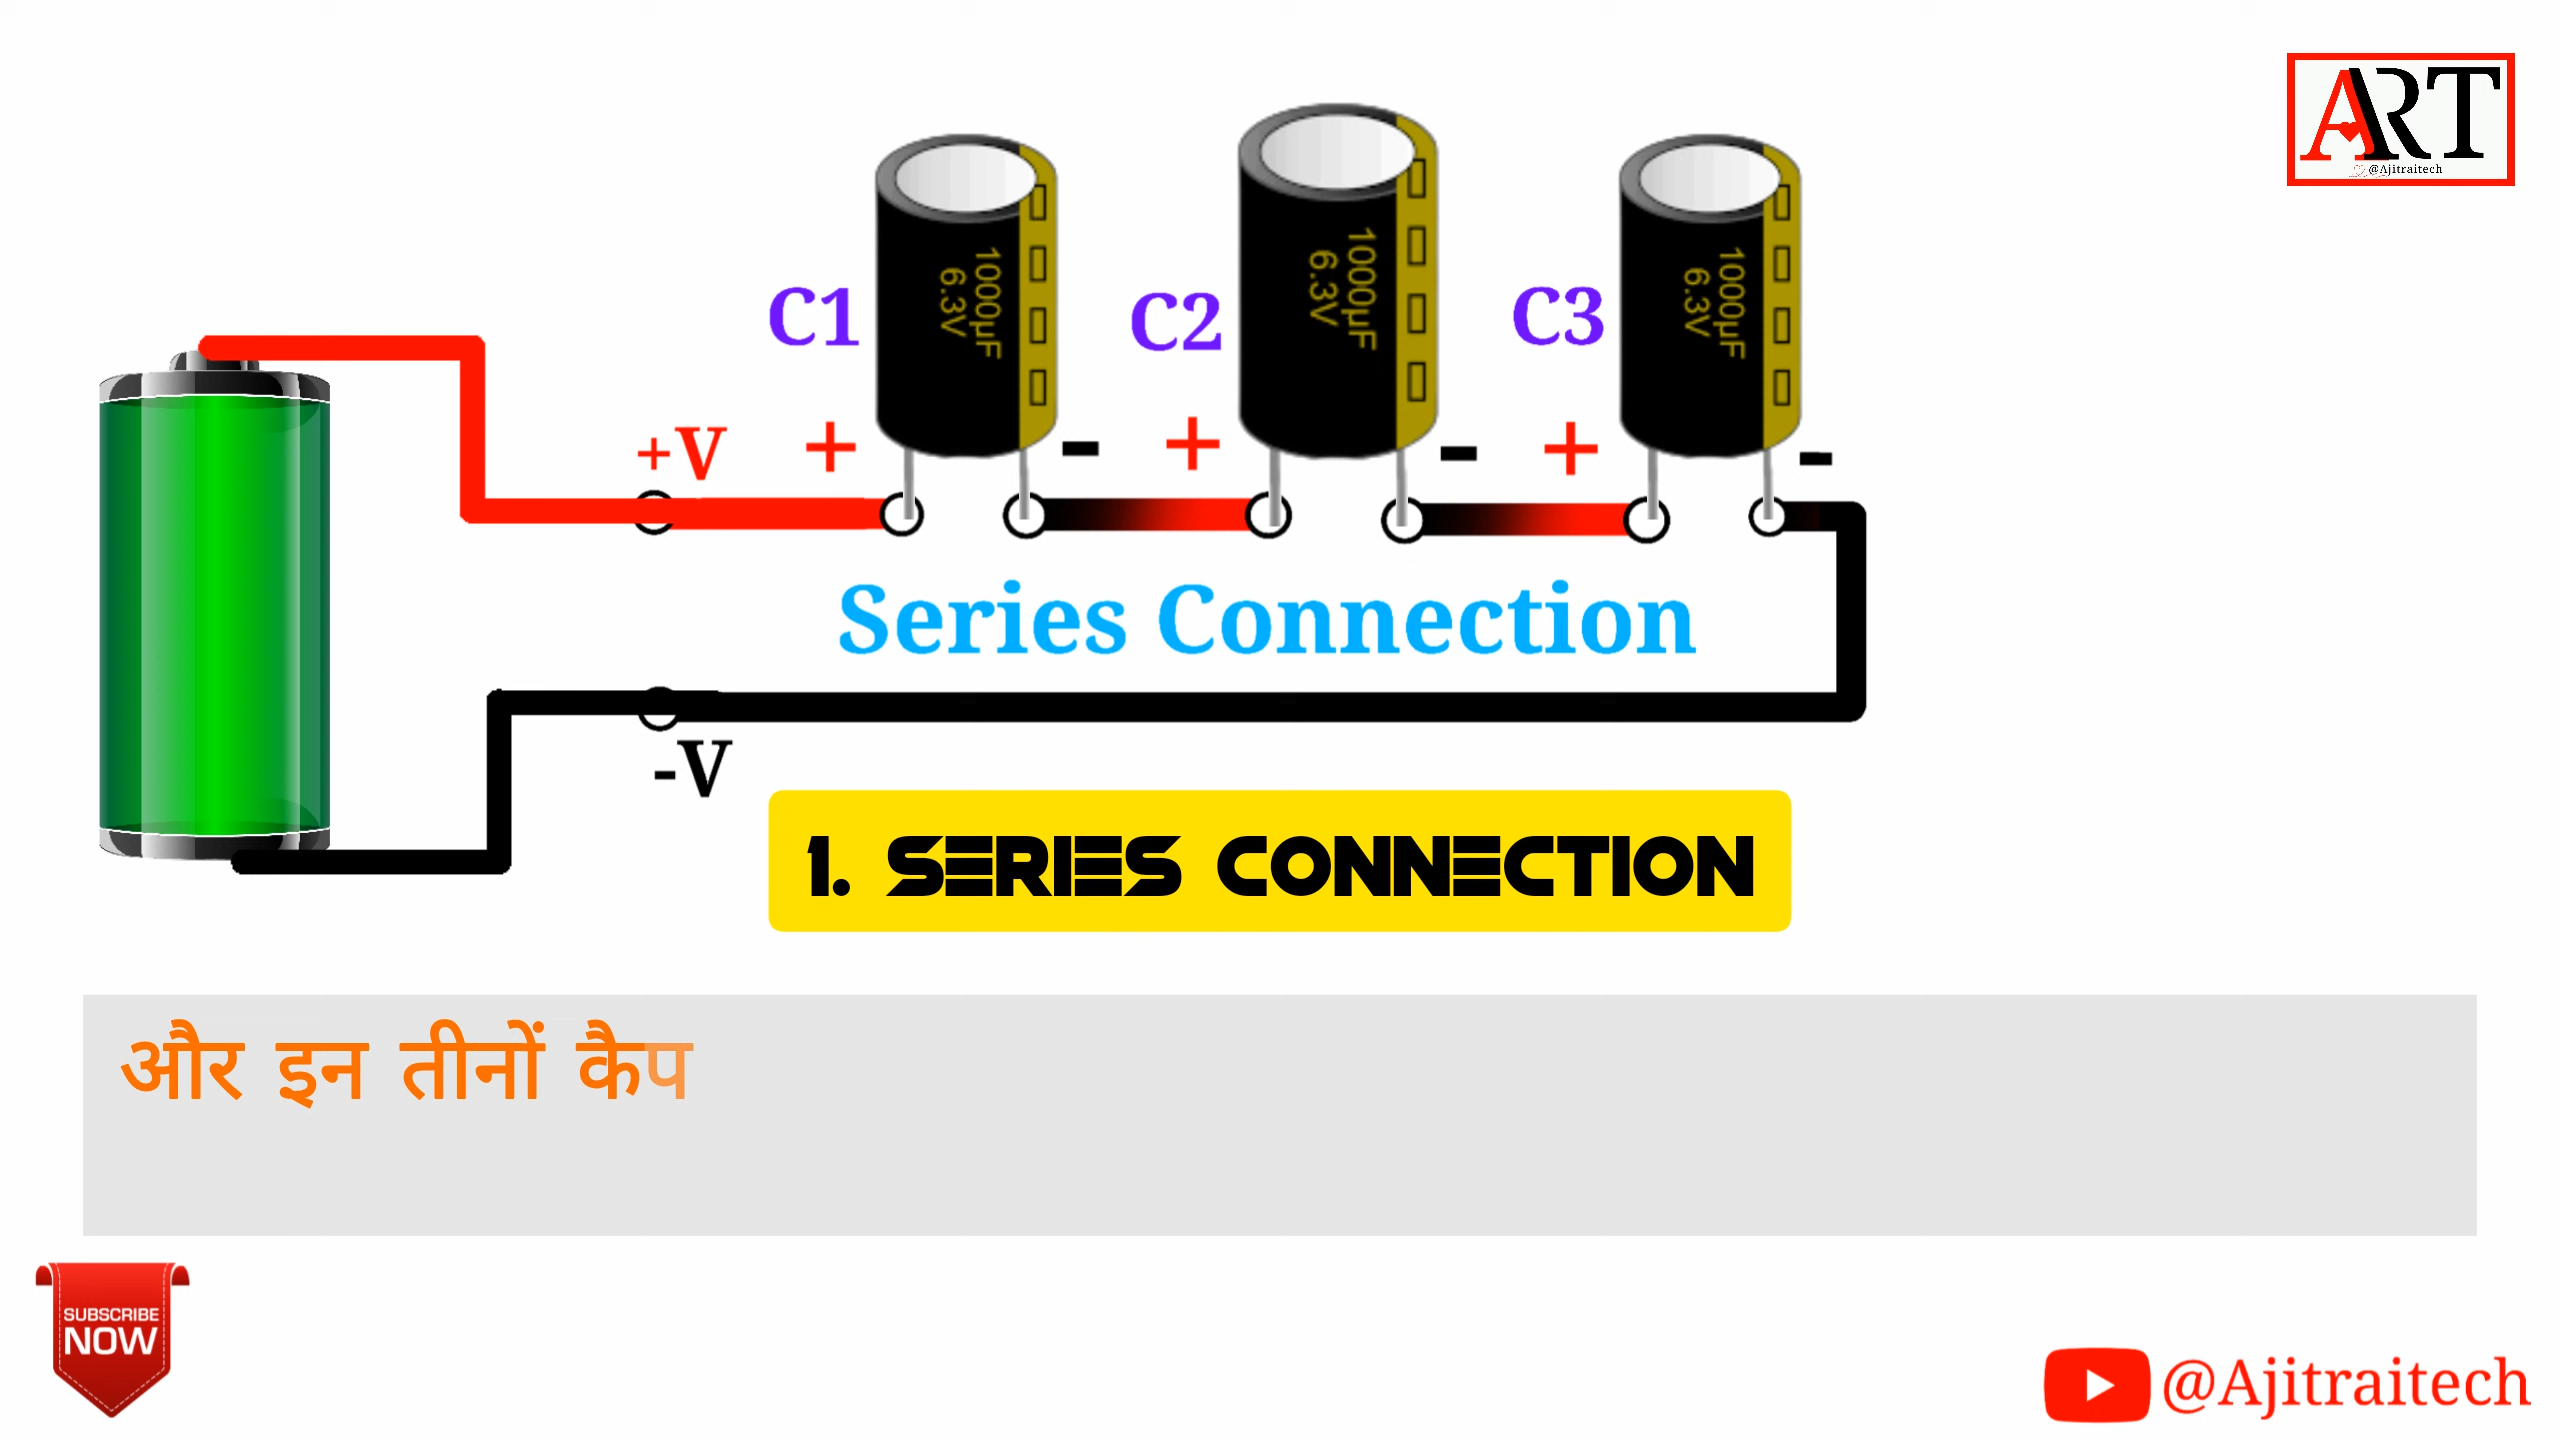 ART
@Ajitraitech
1000µF
6.3V
1000µF
6.3V
1000µF
6.3V
C1
C2
C3
+V + - + - + -
Series Connection
-V
1. SERIES CONNECTION
और इन तीनों कैप
SUBSCRIBE
NOW
@Ajitraitech